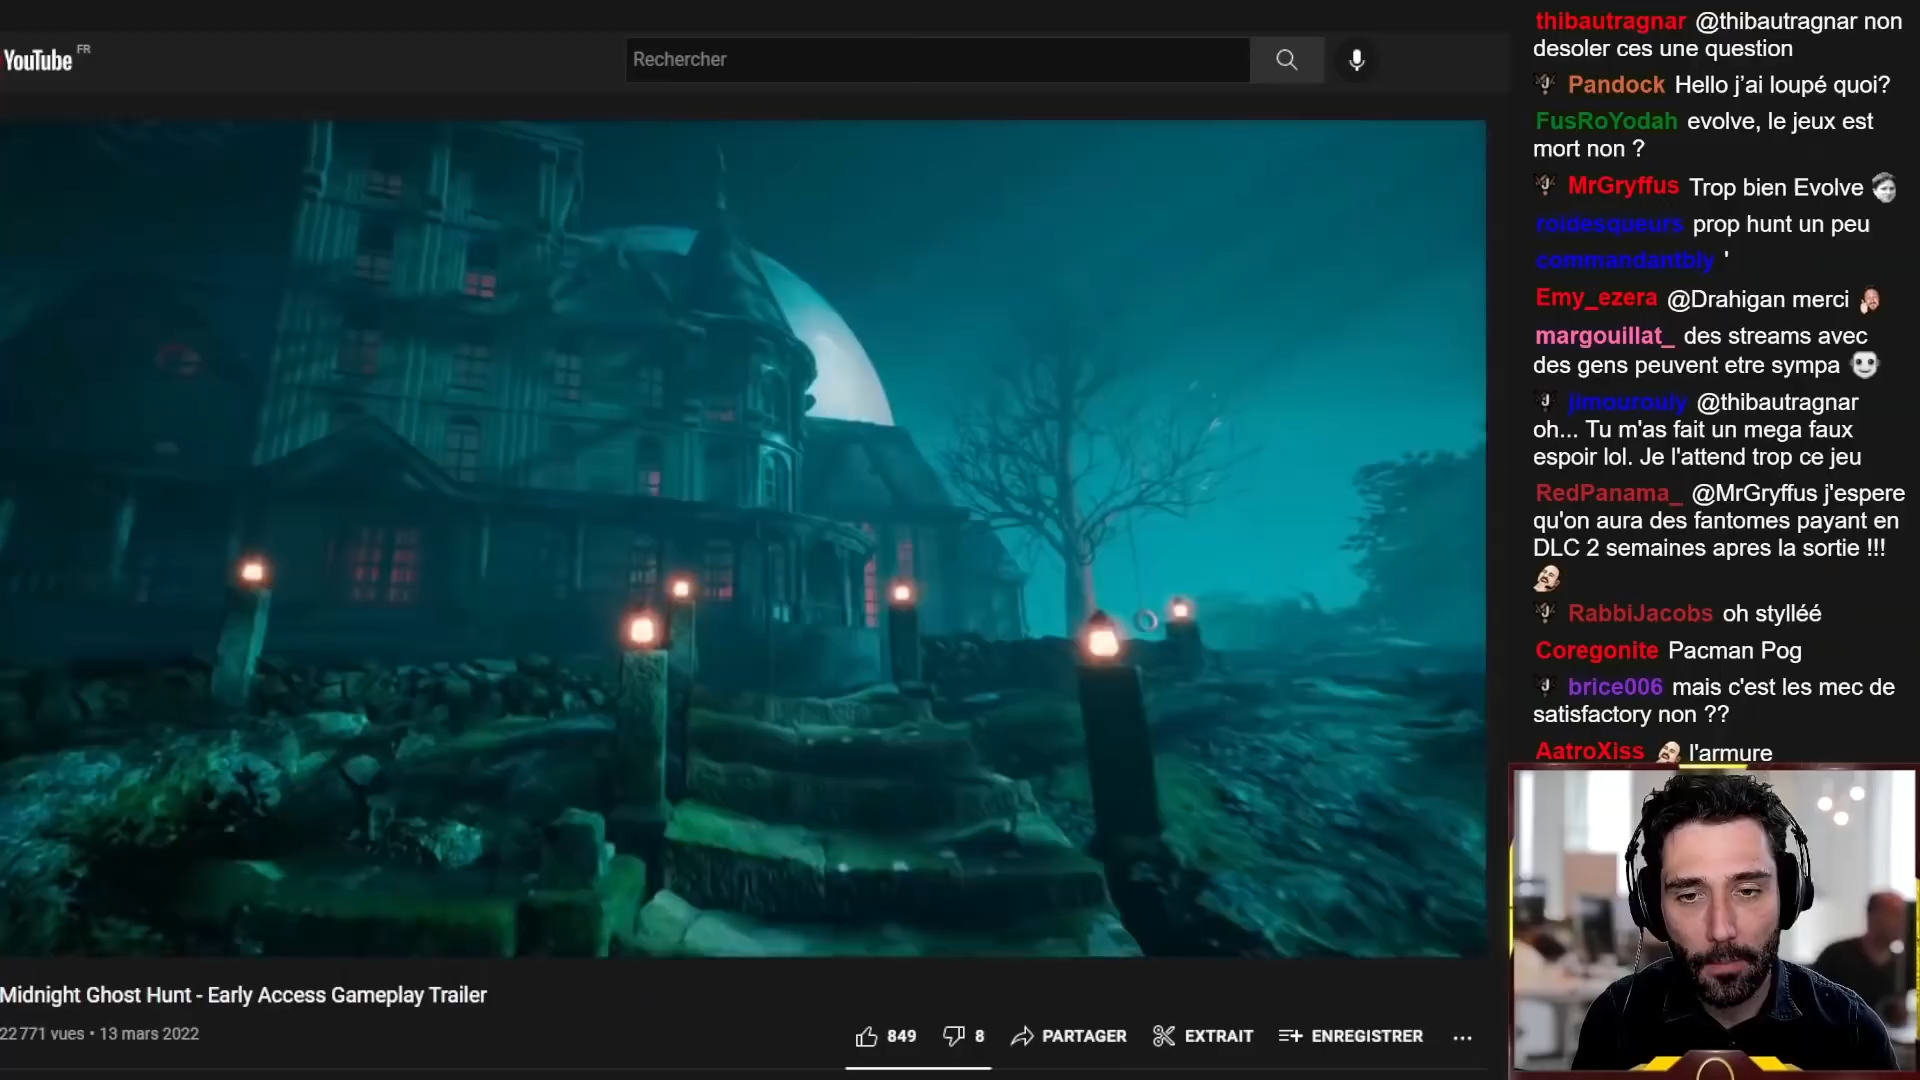 YouTube FR
Rechercher
Midnight Ghost Hunt - Early Access Gameplay Trailer
22 771 vues • 13 mars 2022
849
8
PARTAGER
EXTRAIT
ENREGISTRER
thibautragnar @thibautragnar non
desoler ces une question
Pandock Hello j'ai loupé quoi?
FusRoYodah evolve, le jeux est
mort non ?
MrGryffus Trop bien Evolve
roidesqueurs prop hunt un peu
commandantbly '
Emy_ezera @Drahigan merci
margouillat_ des streams avec
des gens peuvent etre sympa
jimourouly @thibautragnar
oh... Tu m'as fait un mega faux
espoir lol. Je l'attend trop ce jeu
RedPanama_ @MrGryffus j'espere
qu'on aura des fantomes payant en
DLC 2 semaines apres la sortie !!!
RabbiJacobs oh stylléé
Coregonite Pacman Pog
brice006 mais c'est les mec de
satisfactory non ??
AatroXiss l'armure